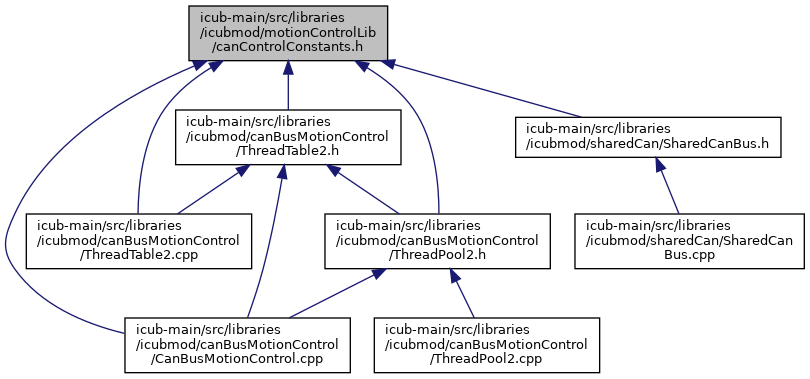 icub-main/src/libraries
/icubmod/motionControlLib
/canControlConstants.h
icub-main/src/libraries
/icubmod/canBusMotionControl
/ThreadTable2.h
icub-main/src/libraries
/icubmod/sharedCan/SharedCanBus.h
icub-main/src/libraries
/icubmod/canBusMotionControl
/ThreadTable2.cpp
icub-main/src/libraries
/icubmod/canBusMotionControl
/ThreadPool2.h
icub-main/src/libraries
/icubmod/sharedCan/SharedCan
Bus.cpp
icub-main/src/libraries
/icubmod/canBusMotionControl
/CanBusMotionControl.cpp
icub-main/src/libraries
/icubmod/canBusMotionControl
/ThreadPool2.cpp